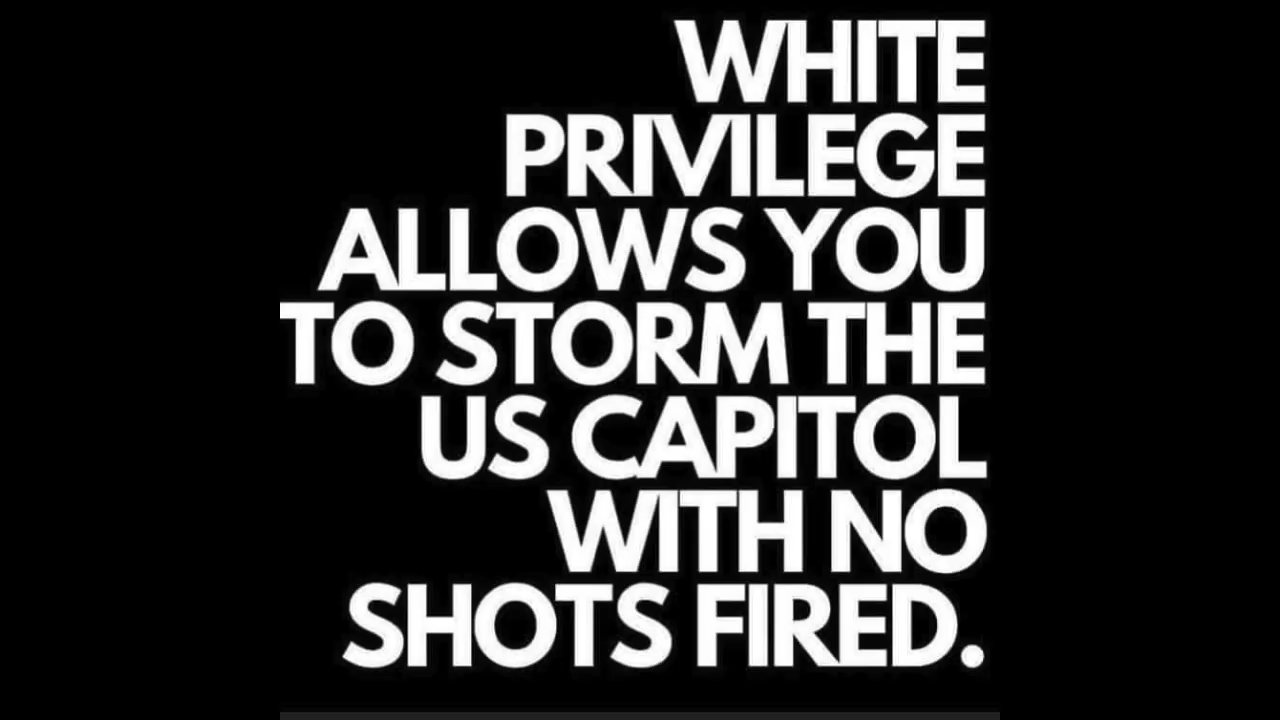 WHITE
PRIVILEGE
ALLOWS YOU
TO STORM THE
US CAPITOL
WITH NO
SHOTS FIRED.